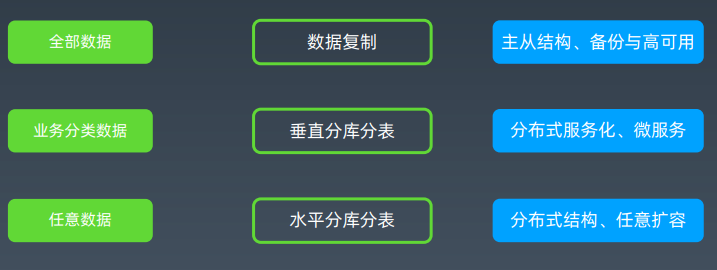 全部数据
数据复制
主从结构、备份与高可用
业务分类数据
垂直分库分表
分布式服务化、微服务
任意数据
水平分库分表
分布式结构、任意扩容